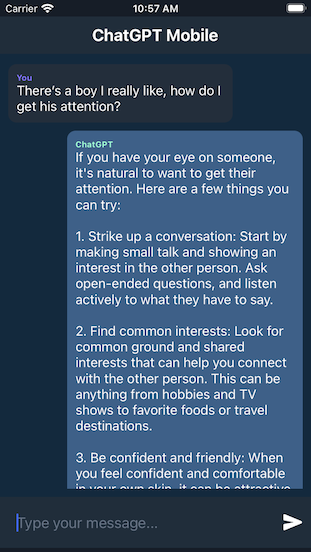 Carrier 10:57 AM
ChatGPT Mobile
You
There's a boy I really like, how do I
get his attention?
ChatGPT
If you have your eye on someone,
it's natural to want to get their
attention. Here are a few things you
can try:
1. Strike up a conversation: Start by
making small talk and showing an
interest in the other person. Ask
open-ended questions, and listen
actively to what they have to say.
2. Find common interests: Look for
common ground and shared
interests that can help you connect
with the other person. This can be
anything from hobbies and TV
shows to favorite foods or travel
destinations.
3. Be confident and friendly: When
you feel confident and comfortable
in your own skin, it can be attractive
Type your message...